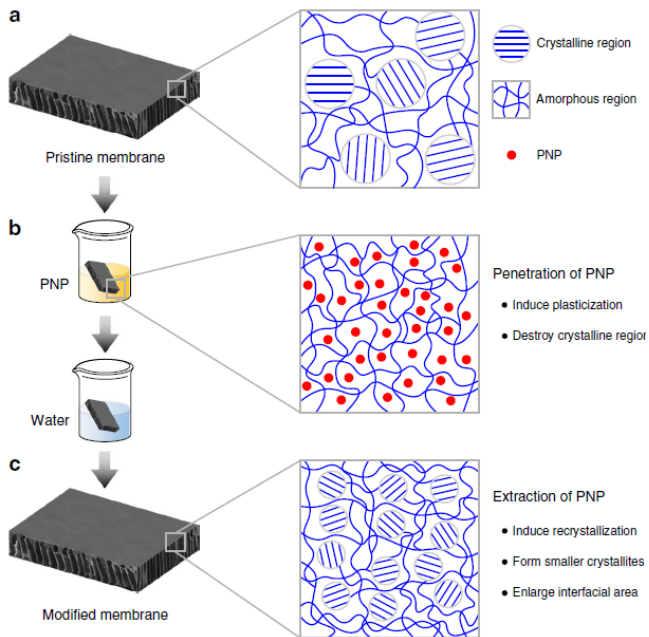 a
Crystalline region
Amorphous region
PNP
Pristine membrane
b
PNP
Water
Penetration of PNP
• Induce plasticization
• Destroy crystalline region
c
Modified membrane
Extraction of PNP
• Induce recrystallization
• Form smaller crystallites
• Enlarge interfacial area